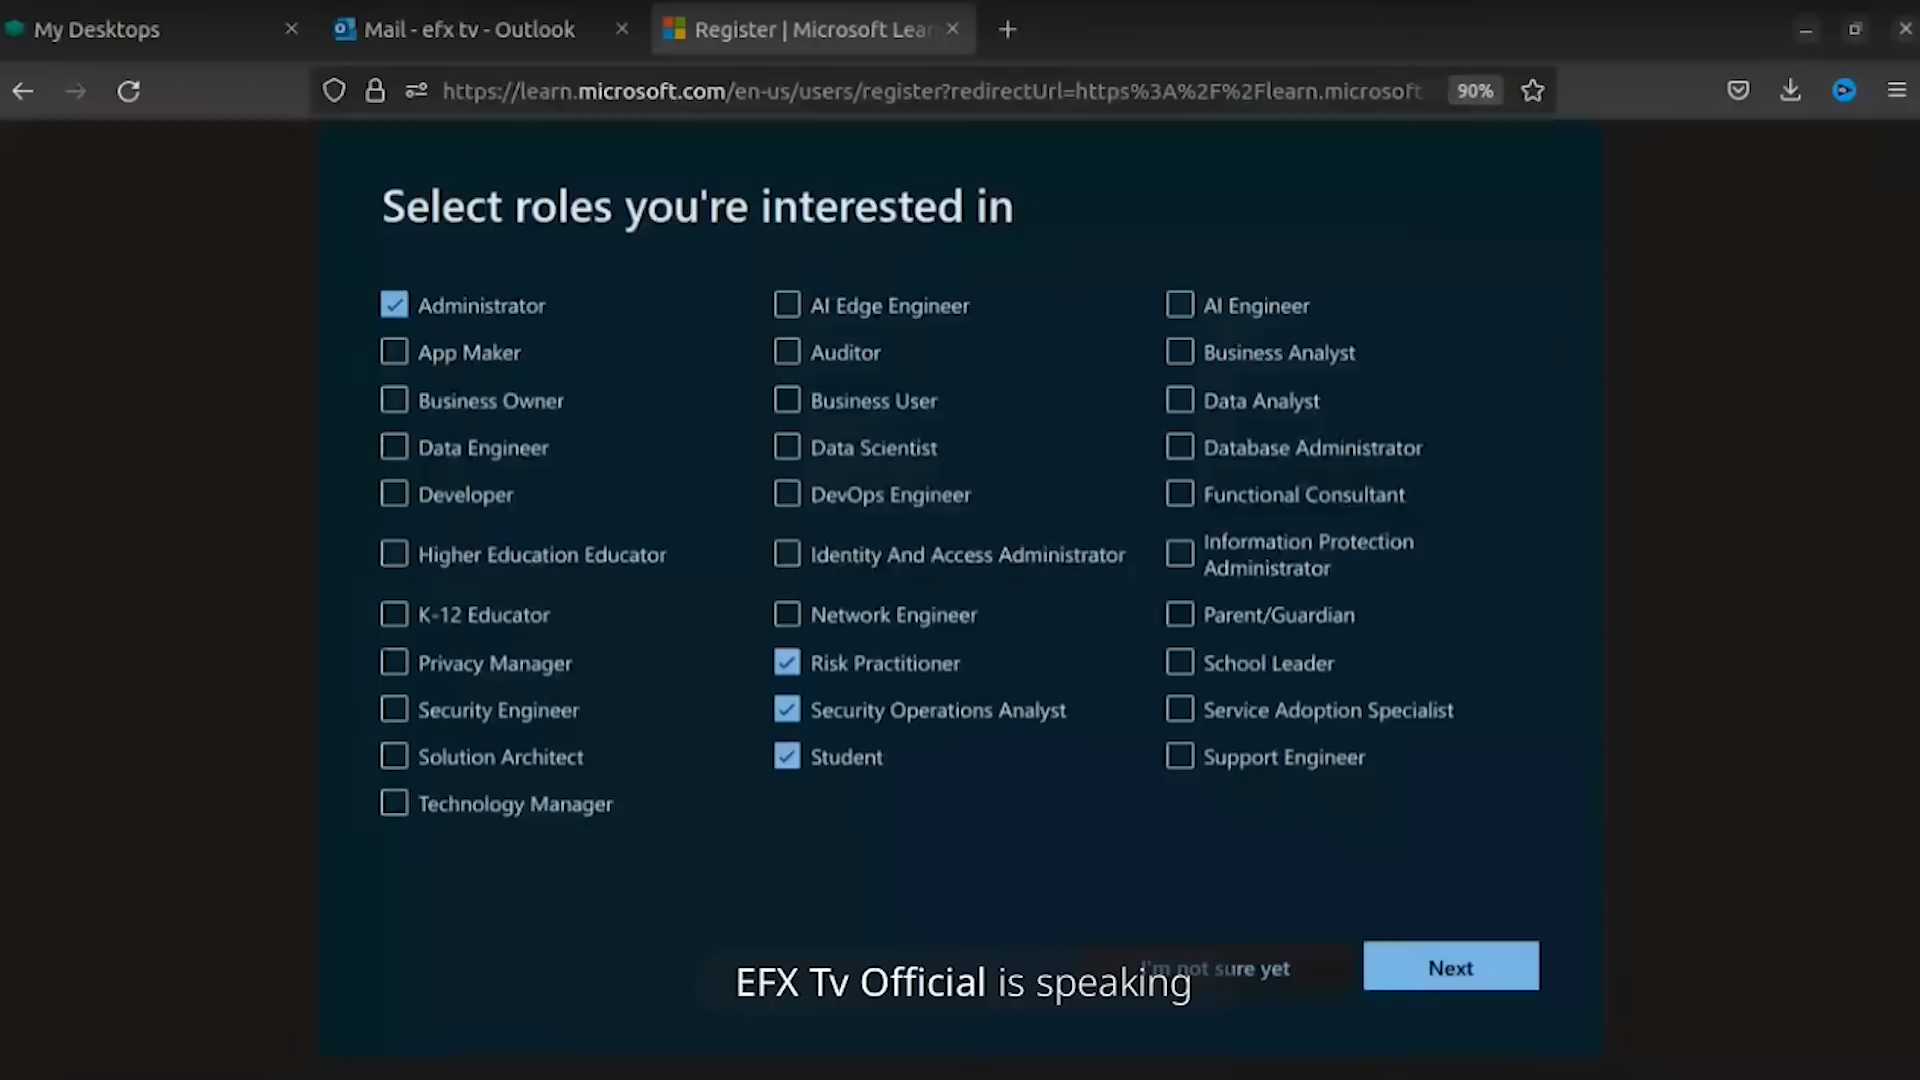 My Desktops
Mail - efx tv - Outlook
Register | Microsoft Lear
https://learn.microsoft.com/en-us/users/register?redirectUrl=https%3A%2F%2Flearn.microsoft
90%
Select roles you're interested in
Administrator
AI Edge Engineer
AI Engineer
App Maker
Auditor
Business Analyst
Business Owner
Business User
Data Analyst
Data Engineer
Data Scientist
Database Administrator
Developer
DevOps Engineer
Functional Consultant
Higher Education Educator
Identity And Access Administrator
Information Protection
Administrator
K-12 Educator
Network Engineer
Parent/Guardian
Privacy Manager
Risk Practitioner
School Leader
Security Engineer
Security Operations Analyst
Service Adoption Specialist
Solution Architect
Student
Support Engineer
Technology Manager
I'm not sure yet
Next
EFX Tv Official is speaking